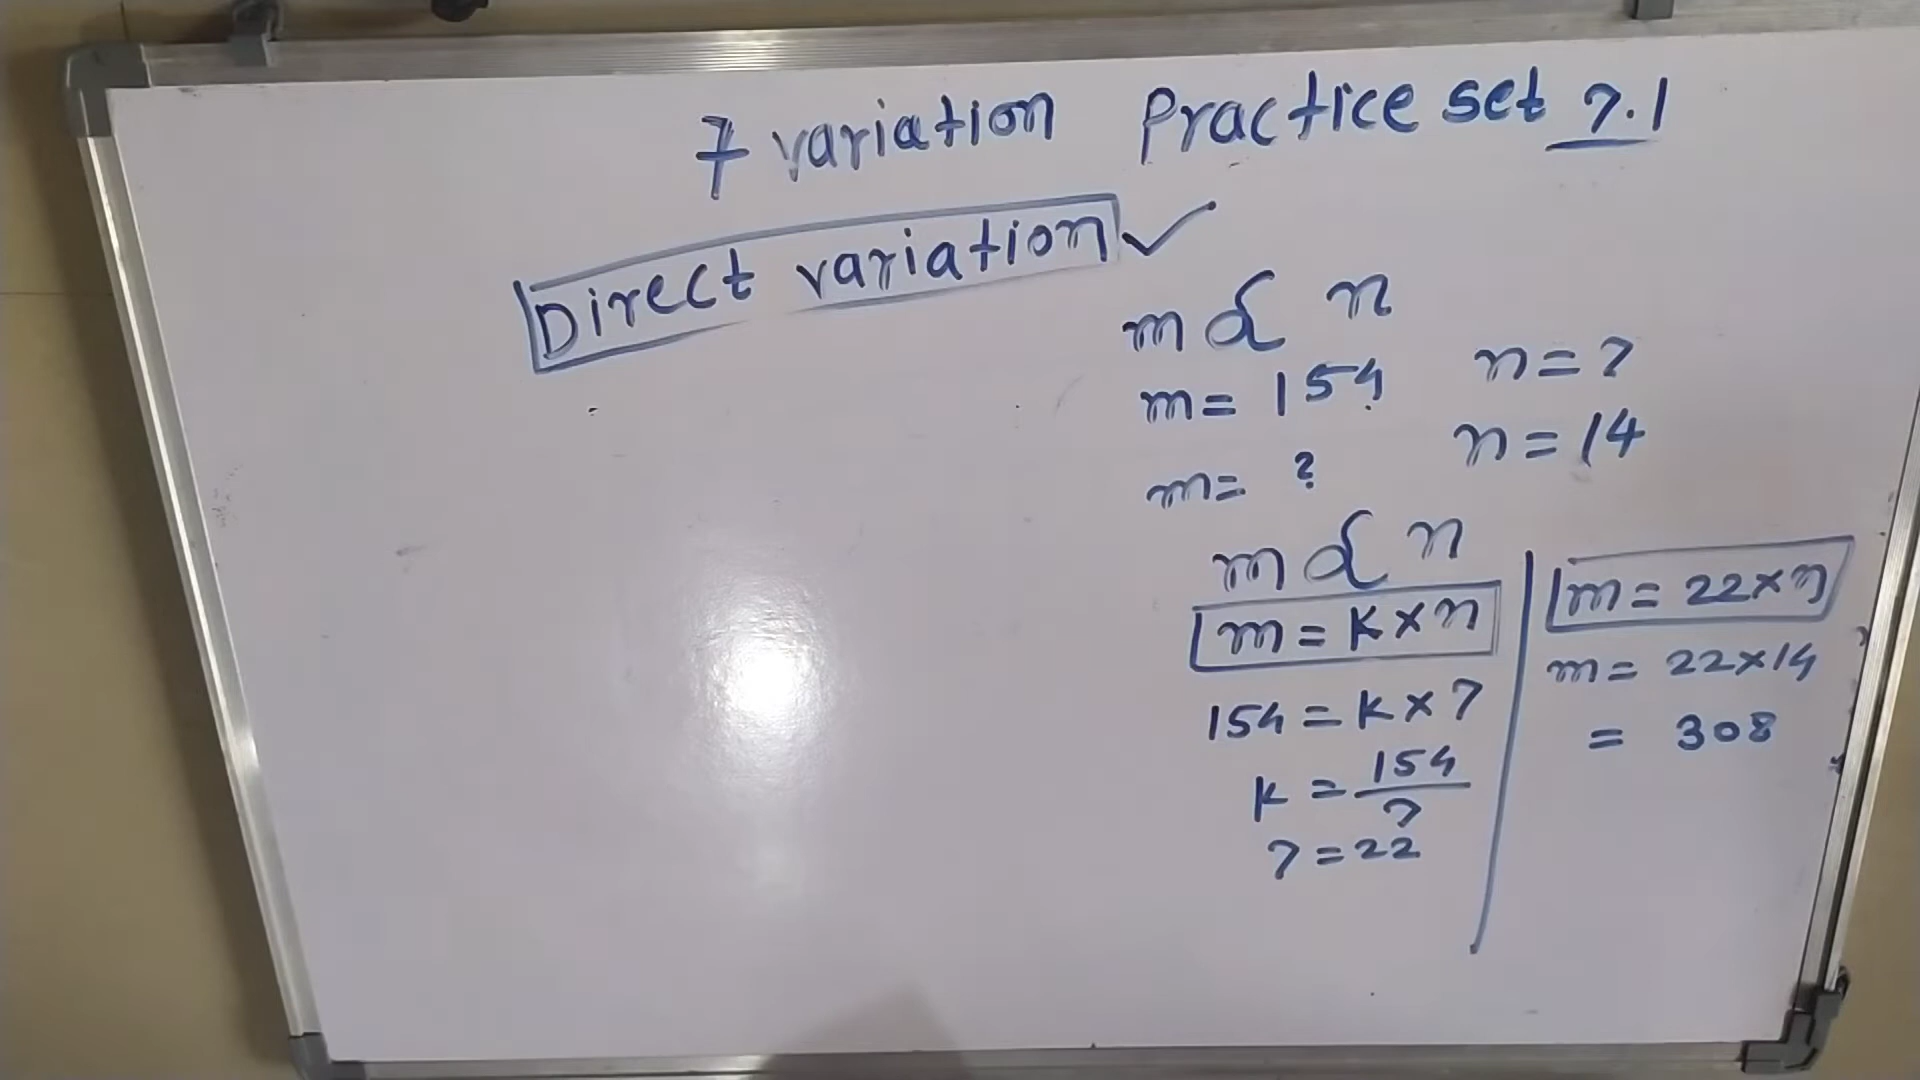 7 variation Practice set 7.1
Direct variation ✓
m ∝ n
m = 154 n = 7
m = ? n = 14
m ∝ n
m = k × n
154 = k × 7
k = 154/7
7 = 22
m = 22 × n
m = 22 × 14
= 308